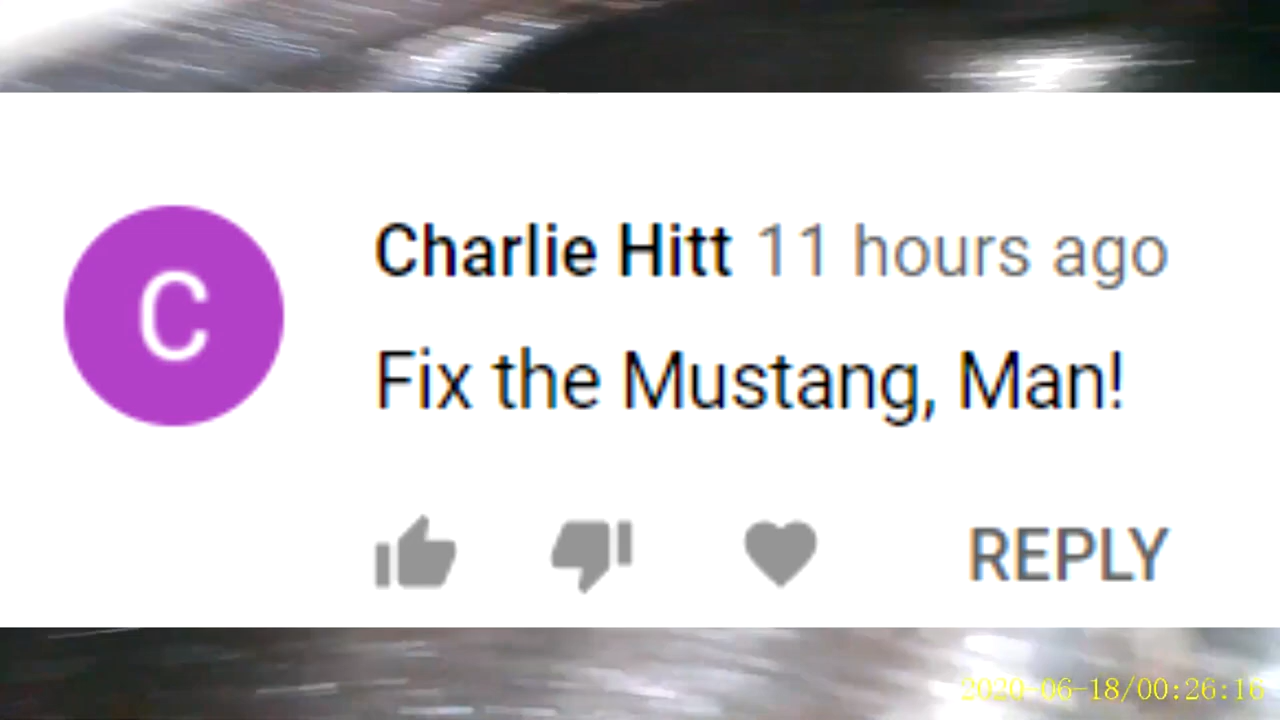 C
Charlie Hitt 11 hours ago
Fix the Mustang, Man!
REPLY
2020-06-18/00:26:16